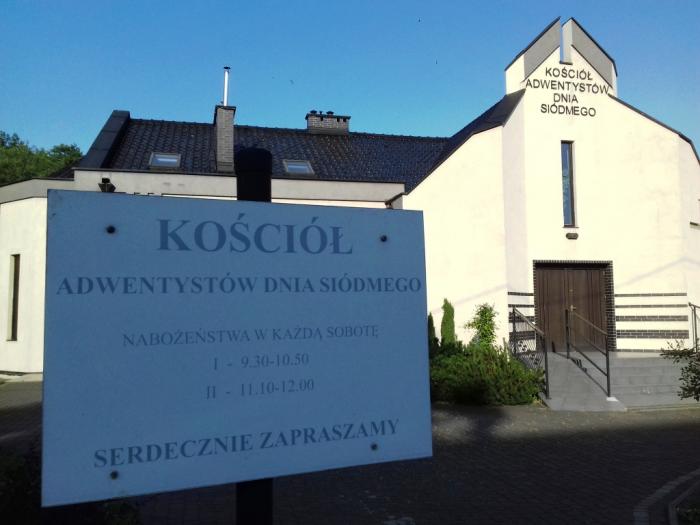 KOŚCIÓŁ
ADWENTYSTÓW
DNIA
SIÓDMEGO
KOŚCIÓŁ
ADWENTYSTÓW DNIA SIÓDMEGO
NABOŻEŃSTWA W KAŻDĄ SOBOTĘ
I - 9.30-10.50
II - 11.10-12.00
SERDECZNIE ZAPRASZAMY